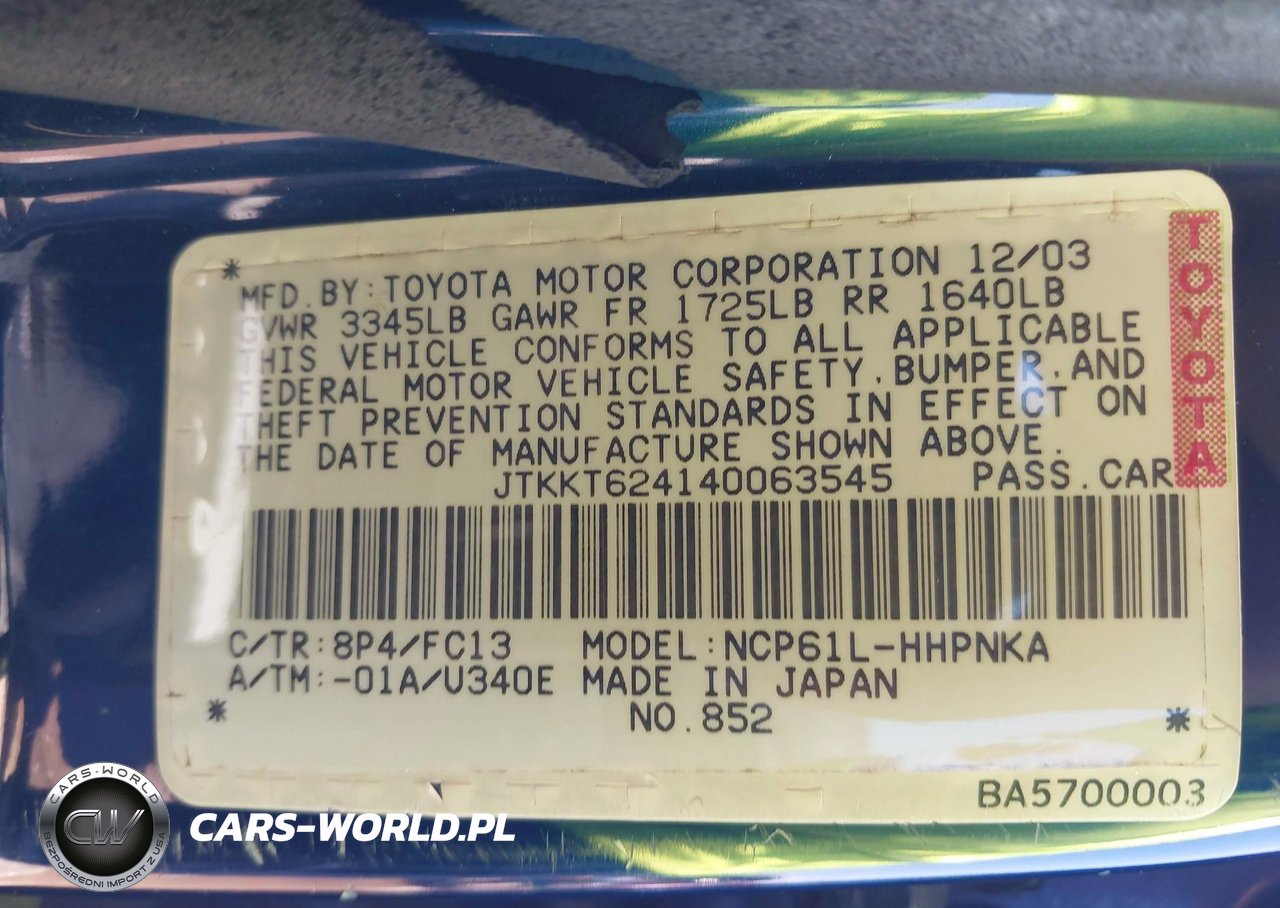 *
MFD.BY:TOYOTA MOTOR CORPORATION 12/03
GVWR 3345LB GAWR FR 1725LB RR 1640LB
THIS VEHICLE CONFORMS TO ALL APPLICABLE
FEDERAL MOTOR VEHICLE SAFETY.BUMPER.AND
THEFT PREVENTION STANDARDS IN EFFECT ON
THE DATE OF MANUFACTURE SHOWN ABOVE.
JTKKT624140063545 PASS.CAR
TOYOTA
C/TR:8P4/FC13 MODEL:NCP61L-HHPNKA
A/TM:-01A/U340E MADE IN JAPAN
* NO.852 *
BA5700003
CARS-WORLD
CW
BEZPOŚREDNI IMPORT Z USA
CARS-WORLD.PL